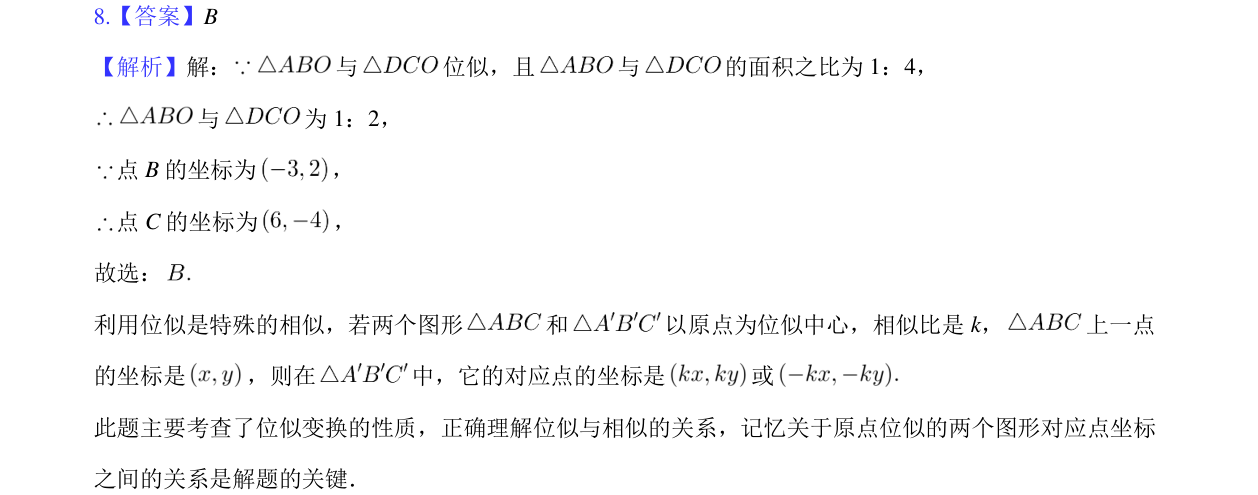 8.【答案】B
【解析】解：∵△ABO与△DCO位似，且△ABO与△DCO的面积之比为1：4，
∴△ABO与△DCO为1：2，
∵点B的坐标为(−3,2)，
∴点C的坐标为(6,−4)，
故选：B.
利用位似是特殊的相似，若两个图形△ABC和△A′B′C′以原点为位似中心，相似比是k，△ABC上一点
的坐标是(x,y)，则在△A′B′C′中，它的对应点的坐标是(kx,ky)或(−kx,−ky).
此题主要考查了位似变换的性质，正确理解位似与相似的关系，记忆关于原点位似的两个图形对应点坐标
之间的关系是解题的关键．